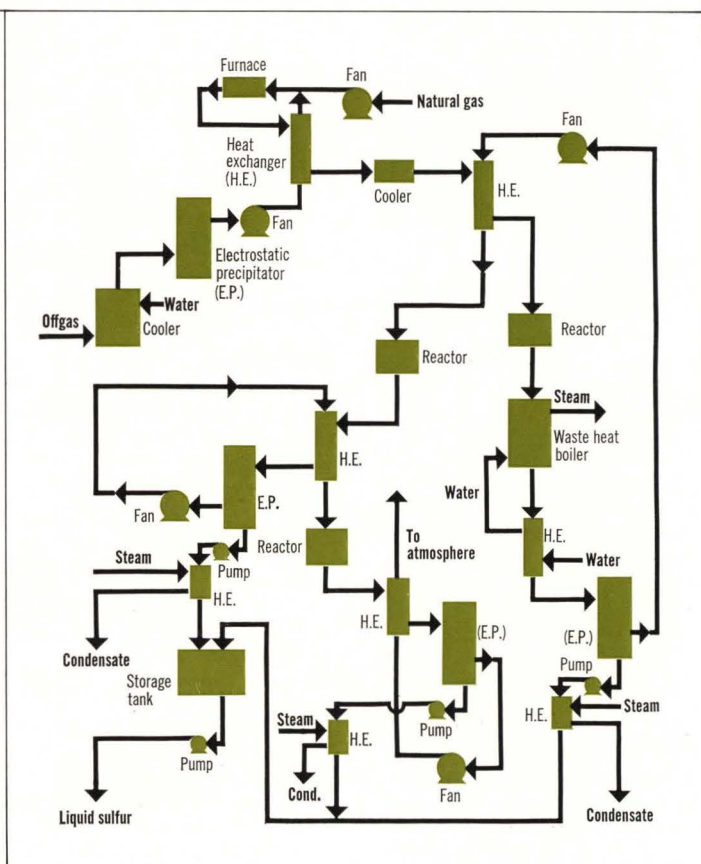 Furnace
Fan
Natural gas
Fan
Heat
exchanger
(H.E.)
Cooler
H.E.
Fan
Electrostatic
precipitator
(E.P.)
Water
Offgas
Cooler
Reactor
Reactor
Steam
Waste heat
boiler
H.E.
E.P.
Fan
Water
To
atmosphere
Reactor
H.E.
Water
Steam
Pump
H.E.
H.E.
(E.P.)
(E.P.)
Condensate
Storage
tank
Pump
Steam
H.E.
Pump
H.E.
Steam
Pump
Cond.
Fan
Liquid sulfur
Condensate